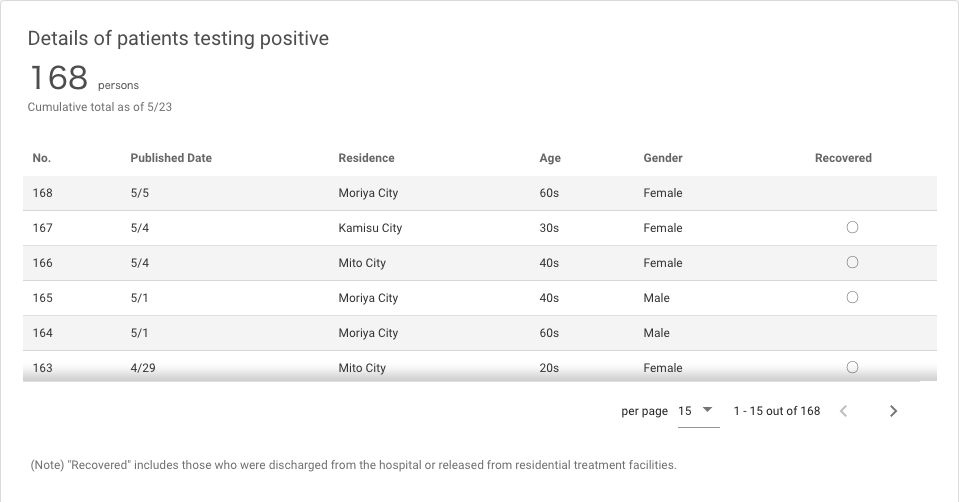 Details of patients testing positive
168 persons
Cumulative total as of 5/23
No. Published Date Residence Age Gender Recovered
168 5/5 Moriya City 60s Female
167 5/4 Kamisu City 30s Female ○
166 5/4 Mito City 40s Female ○
165 5/1 Moriya City 40s Male ○
164 5/1 Moriya City 60s Male
163 4/29 Mito City 20s Female ○
per page 15 1 - 15 out of 168
(Note) "Recovered" includes those who were discharged from the hospital or released from residential treatment facilities.